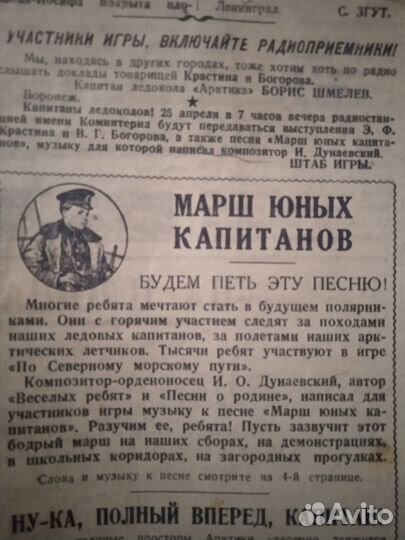 покрыта Ленинград.
С. ЗГУТ.
УЧАСТНИКИ ИГРЫ, ВКЛЮЧАЙТЕ РАДИОПРИЕМНИКИ!
Мы, находясь в других городах, тоже хотим хоть по радио
слышать доклады товарищей Крастина и Богорова.
Капитан ледокола «Арктика» БОРИС ШМЕЛЕВ.
Воронеж.
Капитаны ледоколов! 25 апреля в 7 часов вечера радиостан-
цией имени Коминтерна будут передаваться выступления Э. Ф.
Крастина и В. Г. Богорова, а также песня «Марш юных капита-
нов», музыку для которой написал композитор И. Дунаевский.
ШТАБ ИГРЫ.
МАРШ ЮНЫХ
КАПИТАНОВ
БУДЕМ ПЕТЬ ЭТУ ПЕСНЮ!
Многие ребята мечтают стать в будущем полярни-
ками. Они с горячим участием следят за походами
наших ледовых капитанов, за полетами наших арк-
тических летчиков. Тысячи ребят участвуют в игре
«По Северному морскому пути».
Композитор-орденоносец И. О. Дунаевский, автор
«Веселых ребят» и «Песни о родине», написал для
участников игры музыку к песне «Марш юных ка-
питанов». Разучим ее, ребята! Пусть зазвучит этот
бодрый марш на наших сборах, на демонстрациях,
в школьных коридорах, на загородных прогулках.
Слова и музыку к песне смотрите на 4-й странице.
НУ-КА, ПОЛНЫЙ ВПЕРЕД,
просторы Арктики
Avito